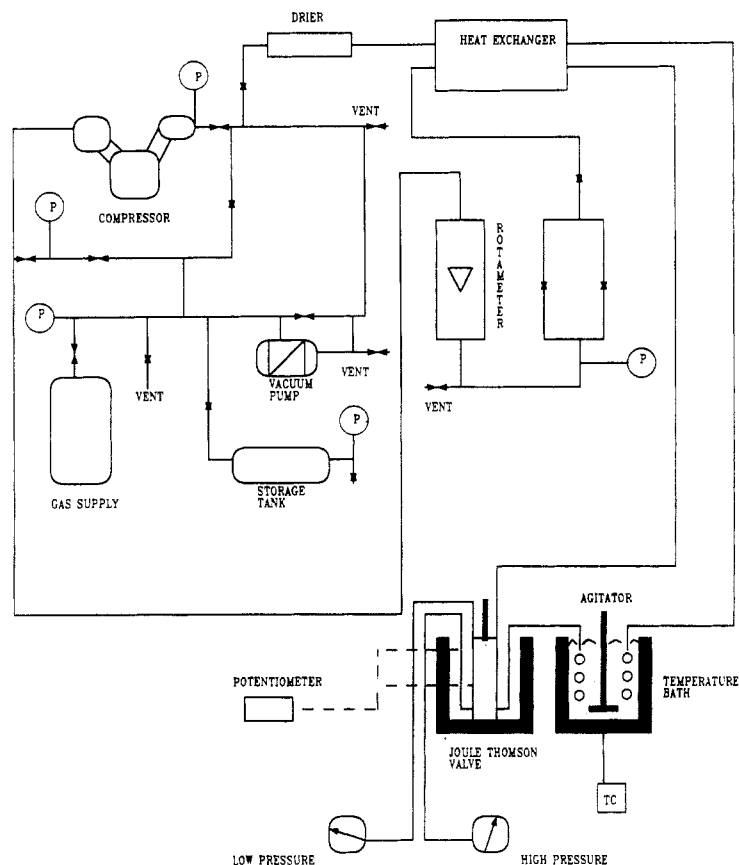 DRIER
HEAT EXCHANGER
P
VENT
COMPRESSOR
P
ROTAMETER
P
VENT
VACUUM
PUMP
VENT
P
VENT
P
GAS SUPPLY
STORAGE
TANK
AGITATOR
POTENTIOMETER
TEMPERATURE
BATH
JOULE THOMSON
VALVE
TC
LOW PRESSURE
HIGH PRESSURE